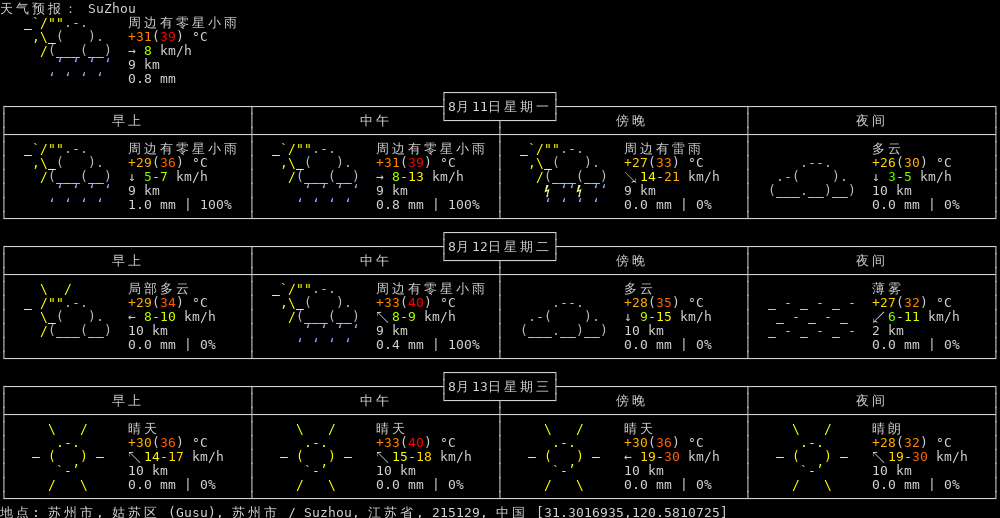 天气预报: SuZhou
周边有零星小雨
+31(39) °C
→ 8 km/h
9 km
0.8 mm
8月11日星期一
早上 中午 傍晚 夜间
周边有零星小雨 周边有零星小雨 周边有雷雨 多云
+29(36) °C +31(39) °C +27(33) °C +26(30) °C
↓ 5-7 km/h → 8-13 km/h ↘ 14-21 km/h ↓ 3-5 km/h
9 km 9 km 9 km 10 km
1.0 mm | 100% 0.8 mm | 100% 0.0 mm | 0% 0.0 mm | 0%
8月12日星期二
早上 中午 傍晚 夜间
局部多云 周边有零星小雨 多云 薄雾
+29(34) °C +33(40) °C +28(35) °C +27(32) °C
← 8-10 km/h ↖ 8-9 km/h ↓ 9-15 km/h ↙ 6-11 km/h
10 km 9 km 10 km 2 km
0.0 mm | 0% 0.4 mm | 100% 0.0 mm | 0% 0.0 mm | 0%
8月13日星期三
早上 中午 傍晚 夜间
晴天 晴天 晴天 晴朗
+30(36) °C +33(40) °C +30(36) °C +28(32) °C
↖ 14-17 km/h ↖ 15-18 km/h ← 19-30 km/h ↖ 19-30 km/h
10 km 10 km 10 km 10 km
0.0 mm | 0% 0.0 mm | 0% 0.0 mm | 0% 0.0 mm | 0%
地点: 苏州市, 姑苏区 (Gusu), 苏州市 / Suzhou, 江苏省, 215129, 中国 [31.3016935,120.5810725]